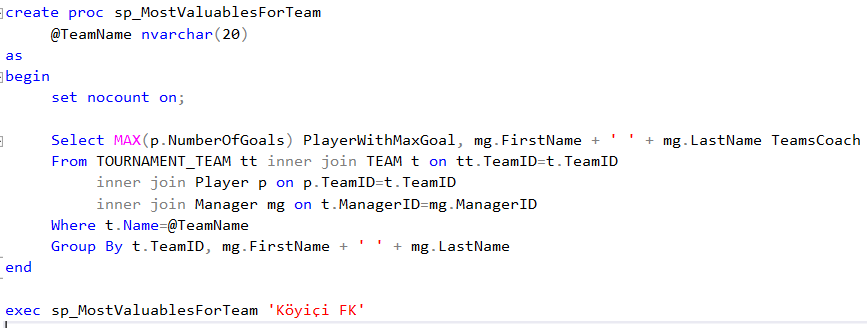 create proc sp_MostValuablesForTeam
@TeamName nvarchar(20)
as
begin
set nocount on;
Select MAX(p.NumberOfGoals) PlayerWithMaxGoal, mg.FirstName + ' ' + mg.LastName TeamsCoach
From TOURNAMENT_TEAM tt inner join TEAM t on tt.TeamID=t.TeamID
inner join Player p on p.TeamID=t.TeamID
inner join Manager mg on t.ManagerID=mg.ManagerID
Where t.Name=@TeamName
Group By t.TeamID, mg.FirstName + ' ' + mg.LastName
end
exec sp_MostValuablesForTeam 'Köyiçi FK'